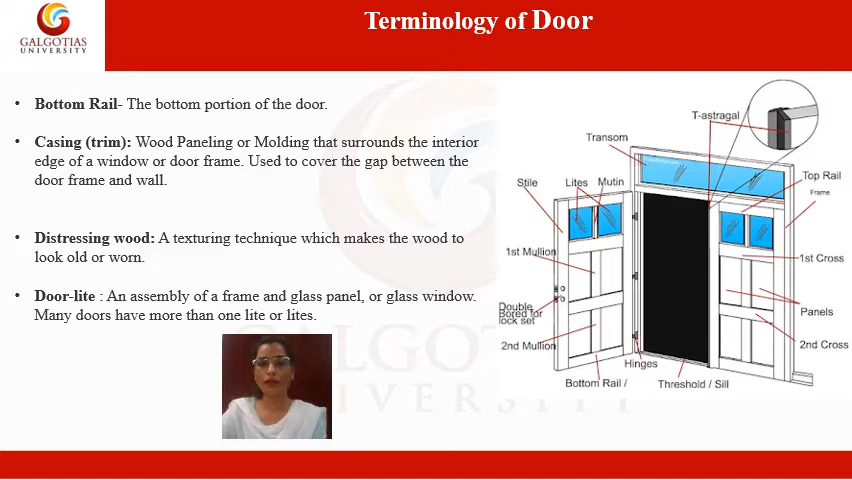 GALGOTIAS
UNIVERSITY
Terminology of Door
• Bottom Rail- The bottom portion of the door.
• Casing (trim): Wood Paneling or Molding that surrounds the interior
edge of a window or door frame. Used to cover the gap between the
door frame and wall.
• Distressing wood: A texturing technique which makes the wood to
look old or worn.
• Door-lite : An assembly of a frame and glass panel, or glass window.
Many doors have more than one lite or lites.
T-astragal
Transom
Stile
Lites
Mutin
Top Rail
Frame
1st Mullion
1st Cross
Double
Bored for
lock set
Panels
2nd Mullion
2nd Cross
Hinges
Bottom Rail /
Threshold / Sill
GALGOTIAS
UNIVERSITY